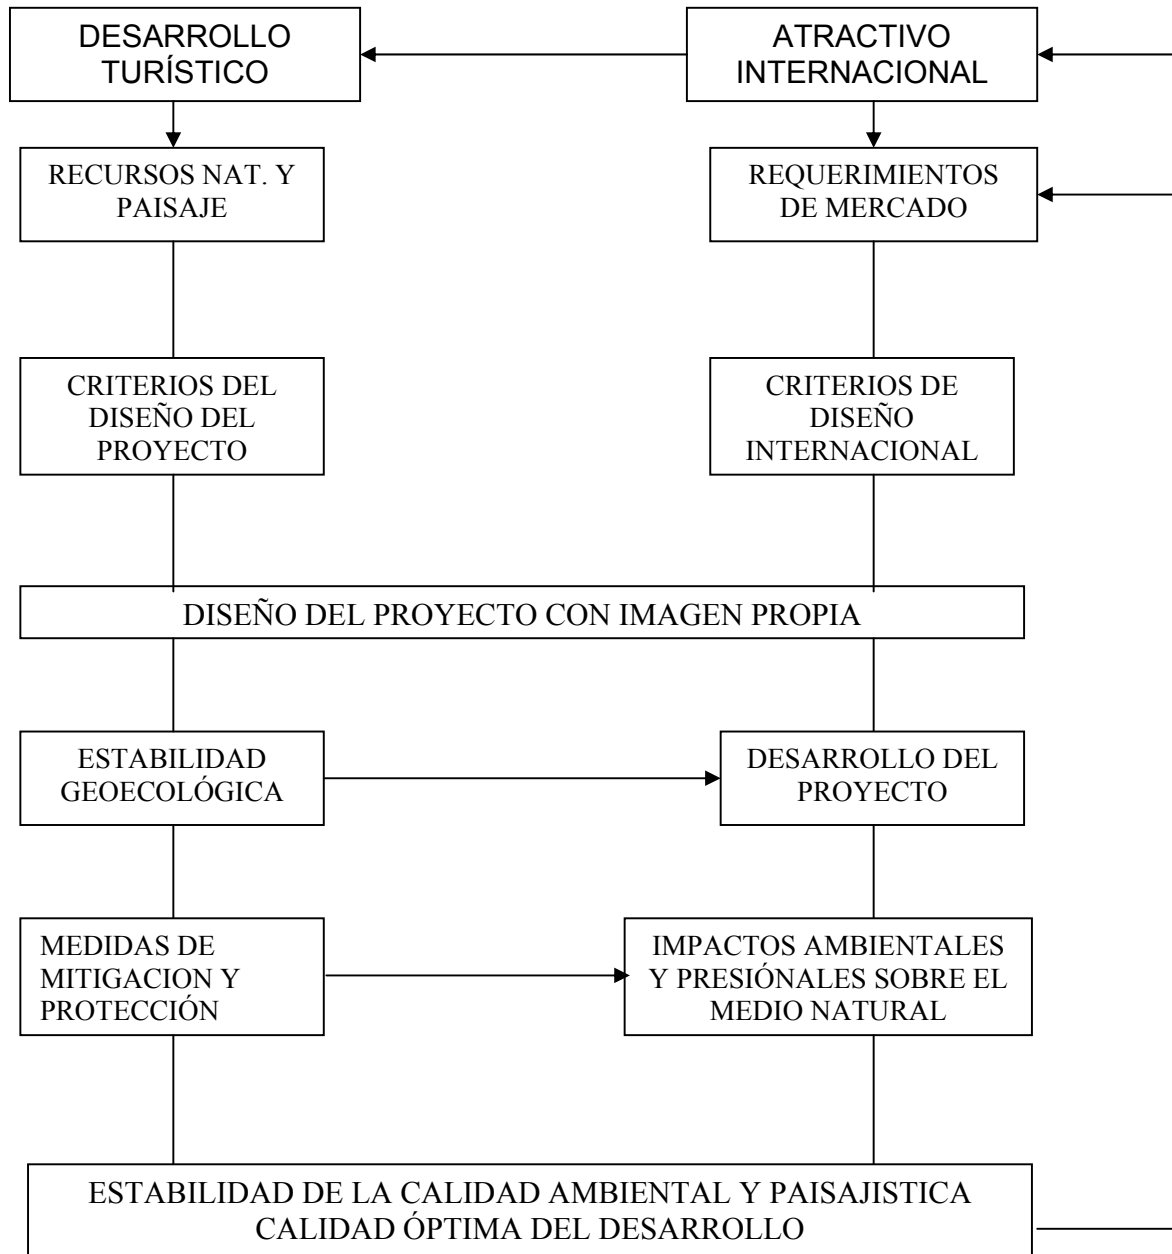 DESARROLLO
TURÍSTICO
ATRACTIVO
INTERNACIONAL
RECURSOS NAT. Y
PAISAJE
REQUERIMIENTOS
DE MERCADO
CRITERIOS DEL
DISEÑO DEL
PROYECTO
CRITERIOS DE
DISEÑO
INTERNACIONAL
DISEÑO DEL PROYECTO CON IMAGEN PROPIA
ESTABILIDAD
GEOECOLÓGICA
DESARROLLO DEL
PROYECTO
MEDIDAS DE
MITIGACION Y
PROTECCIÓN
IMPACTOS AMBIENTALES
Y PRESIÓNALES SOBRE EL
MEDIO NATURAL
ESTABILIDAD DE LA CALIDAD AMBIENTAL Y PAISAJISTICA
CALIDAD ÓPTIMA DEL DESARROLLO